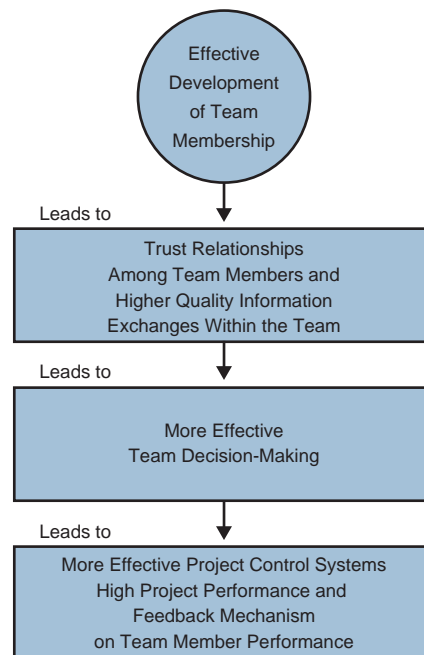 Effective
Development
of Team
Membership
Leads to
Trust Relationships
Among Team Members and
Higher Quality Information
Exchanges Within the Team
Leads to
More Effective
Team Decision-Making
Leads to
More Effective Project Control Systems
High Project Performance and
Feedback Mechanism
on Team Member Performance